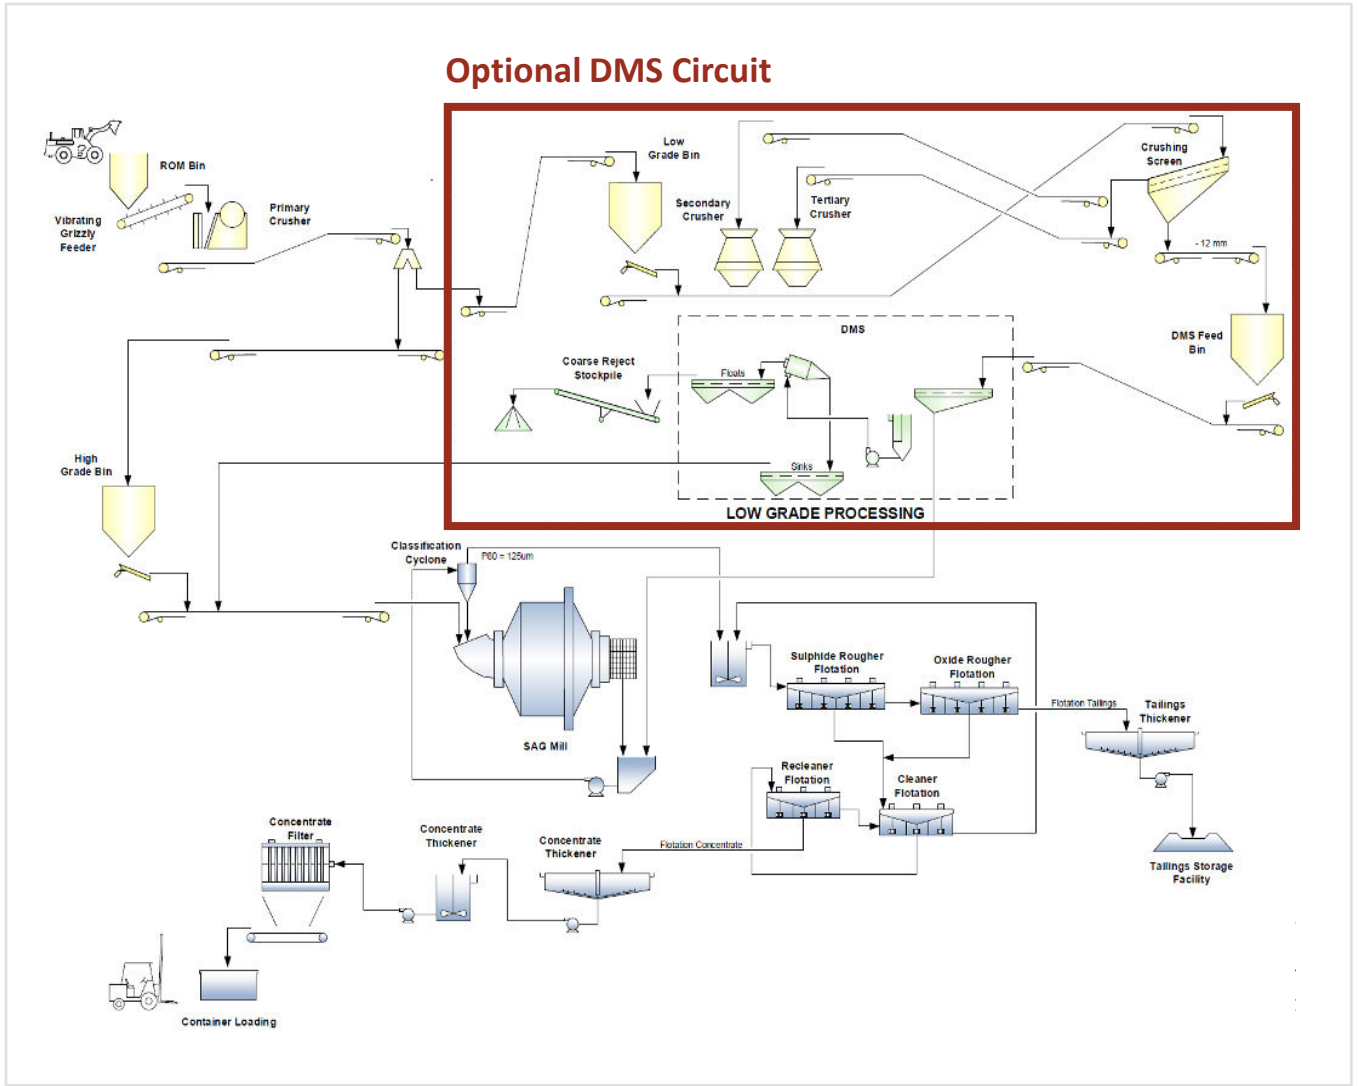 Optional DMS Circuit
ROM Bin
Vibrating
Grizzly
Feeder
Primary
Crusher
Low
Grade Bin
Secondary
Crusher
Tertiary
Crusher
Crushing
Screen
- 12 mm
DMS Feed
Bin
DMS
Coarse Reject
Stockpile
Floats
Sinks
LOW GRADE PROCESSING
High
Grade Bin
Classification
Cyclone
P80 = 125um
SAG Mill
Sulphide Rougher
Flotation
Oxide Rougher
Flotation
Flotation Tailings
Tailings
Thickener
Recleaner
Flotation
Cleaner
Flotation
Tailings Storage
Facility
Flotation Concentrate
Concentrate
Thickener
Concentrate
Thickener
Concentrate
Filter
Container Loading